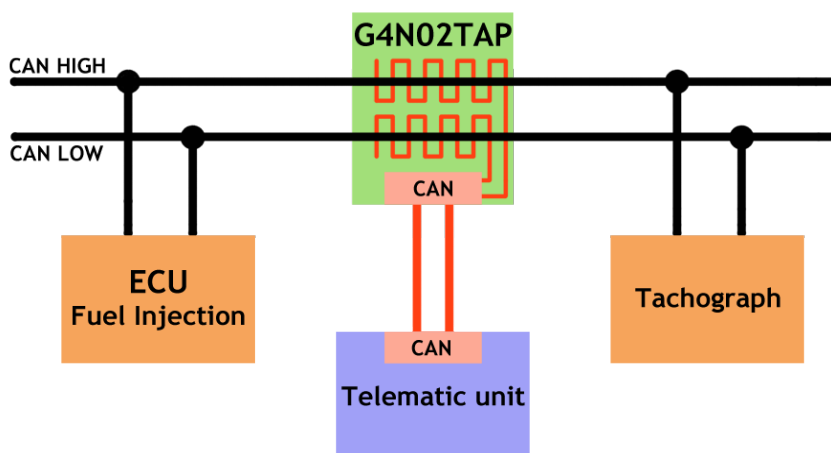 G4N02TAP
CAN HIGH
CAN LOW
CAN
ECU
Fuel Injection
Tachograph
CAN
Telematic unit